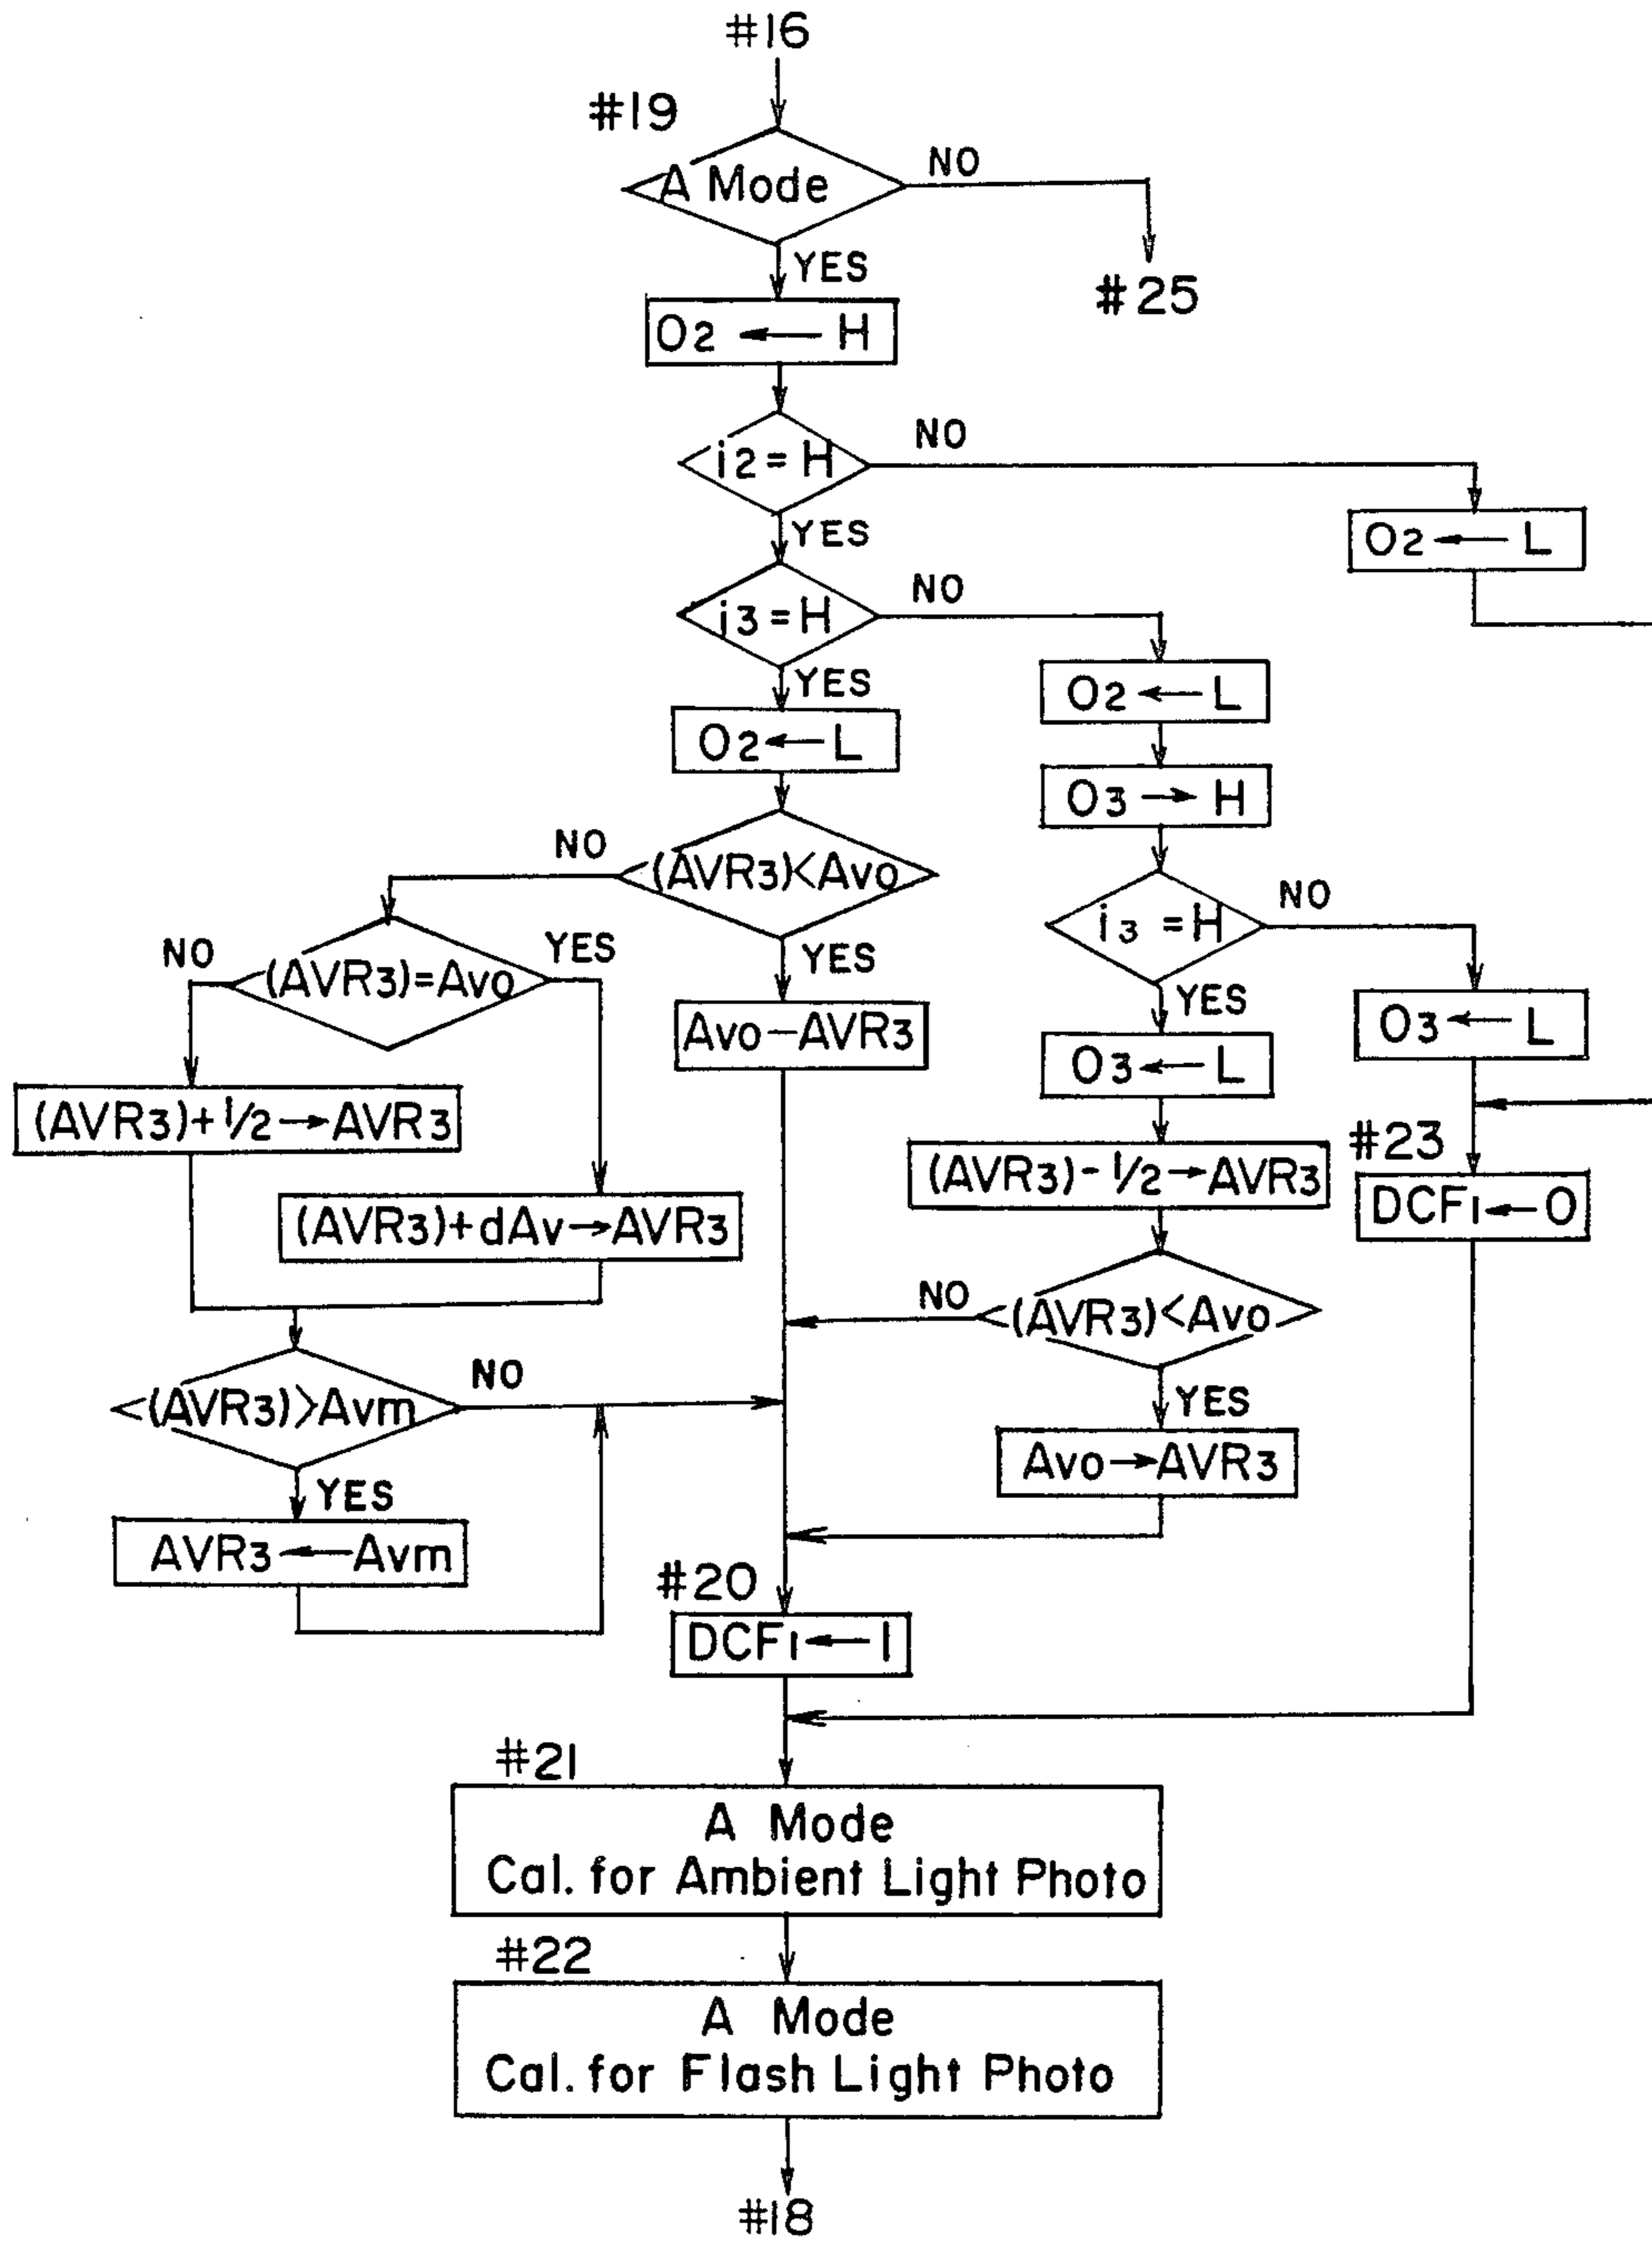 #16
#19
A Mode
NO
YES
#25
O2 ← H
i2 = H
NO
YES
O2 ← L
i3 = H
NO
YES
O2 ← L
O2 ← L
O3 → H
(AVR3)<Avo
NO
YES
i3 = H
NO
YES
(AVR3)=Avo
NO
YES
Avo−AVR3
O3 ← L
O3 ← L
(AVR3)+1/2→AVR3
#23
(AVR3)-1/2→AVR3
DCF1←0
(AVR3)+dAv→AVR3
NO
(AVR3)<Avo
YES
(AVR3)>Avm
NO
YES
Avo→AVR3
AVR3←Avm
#20
DCF1←1
#21
A Mode
Cal. for Ambient Light Photo
#22
A Mode
Cal. for Flash Light Photo
#18